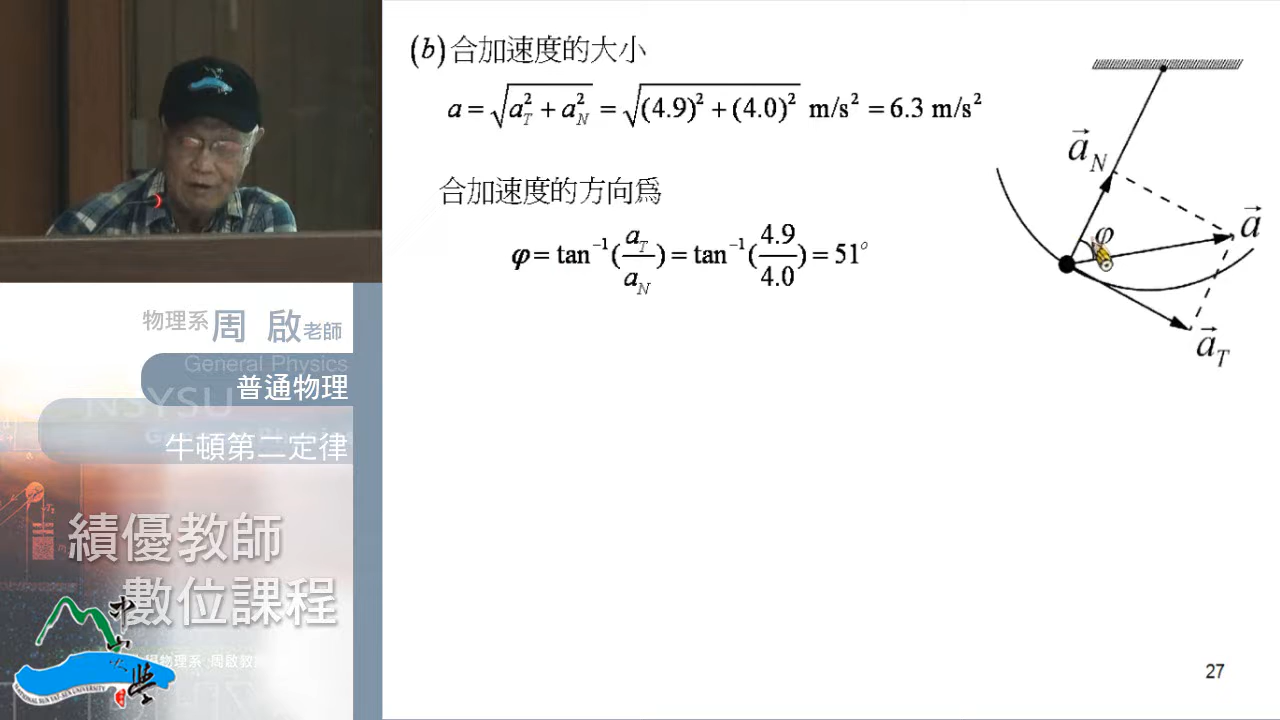 (b) 合加速度的大小
a = √(a_T² + a_N²) = √((4.9)² + (4.0)²) m/s² = 6.3 m/s²
合加速度的方向爲
φ = tan⁻¹(a_T/a_N) = tan⁻¹(4.9/4.0) = 51°
a⃗_N
φ
a⃗
a⃗_T
物理系 周 啟 老師
General Physics
普通物理
NSYSU
牛頓第二定律
績優教師
數位課程
27